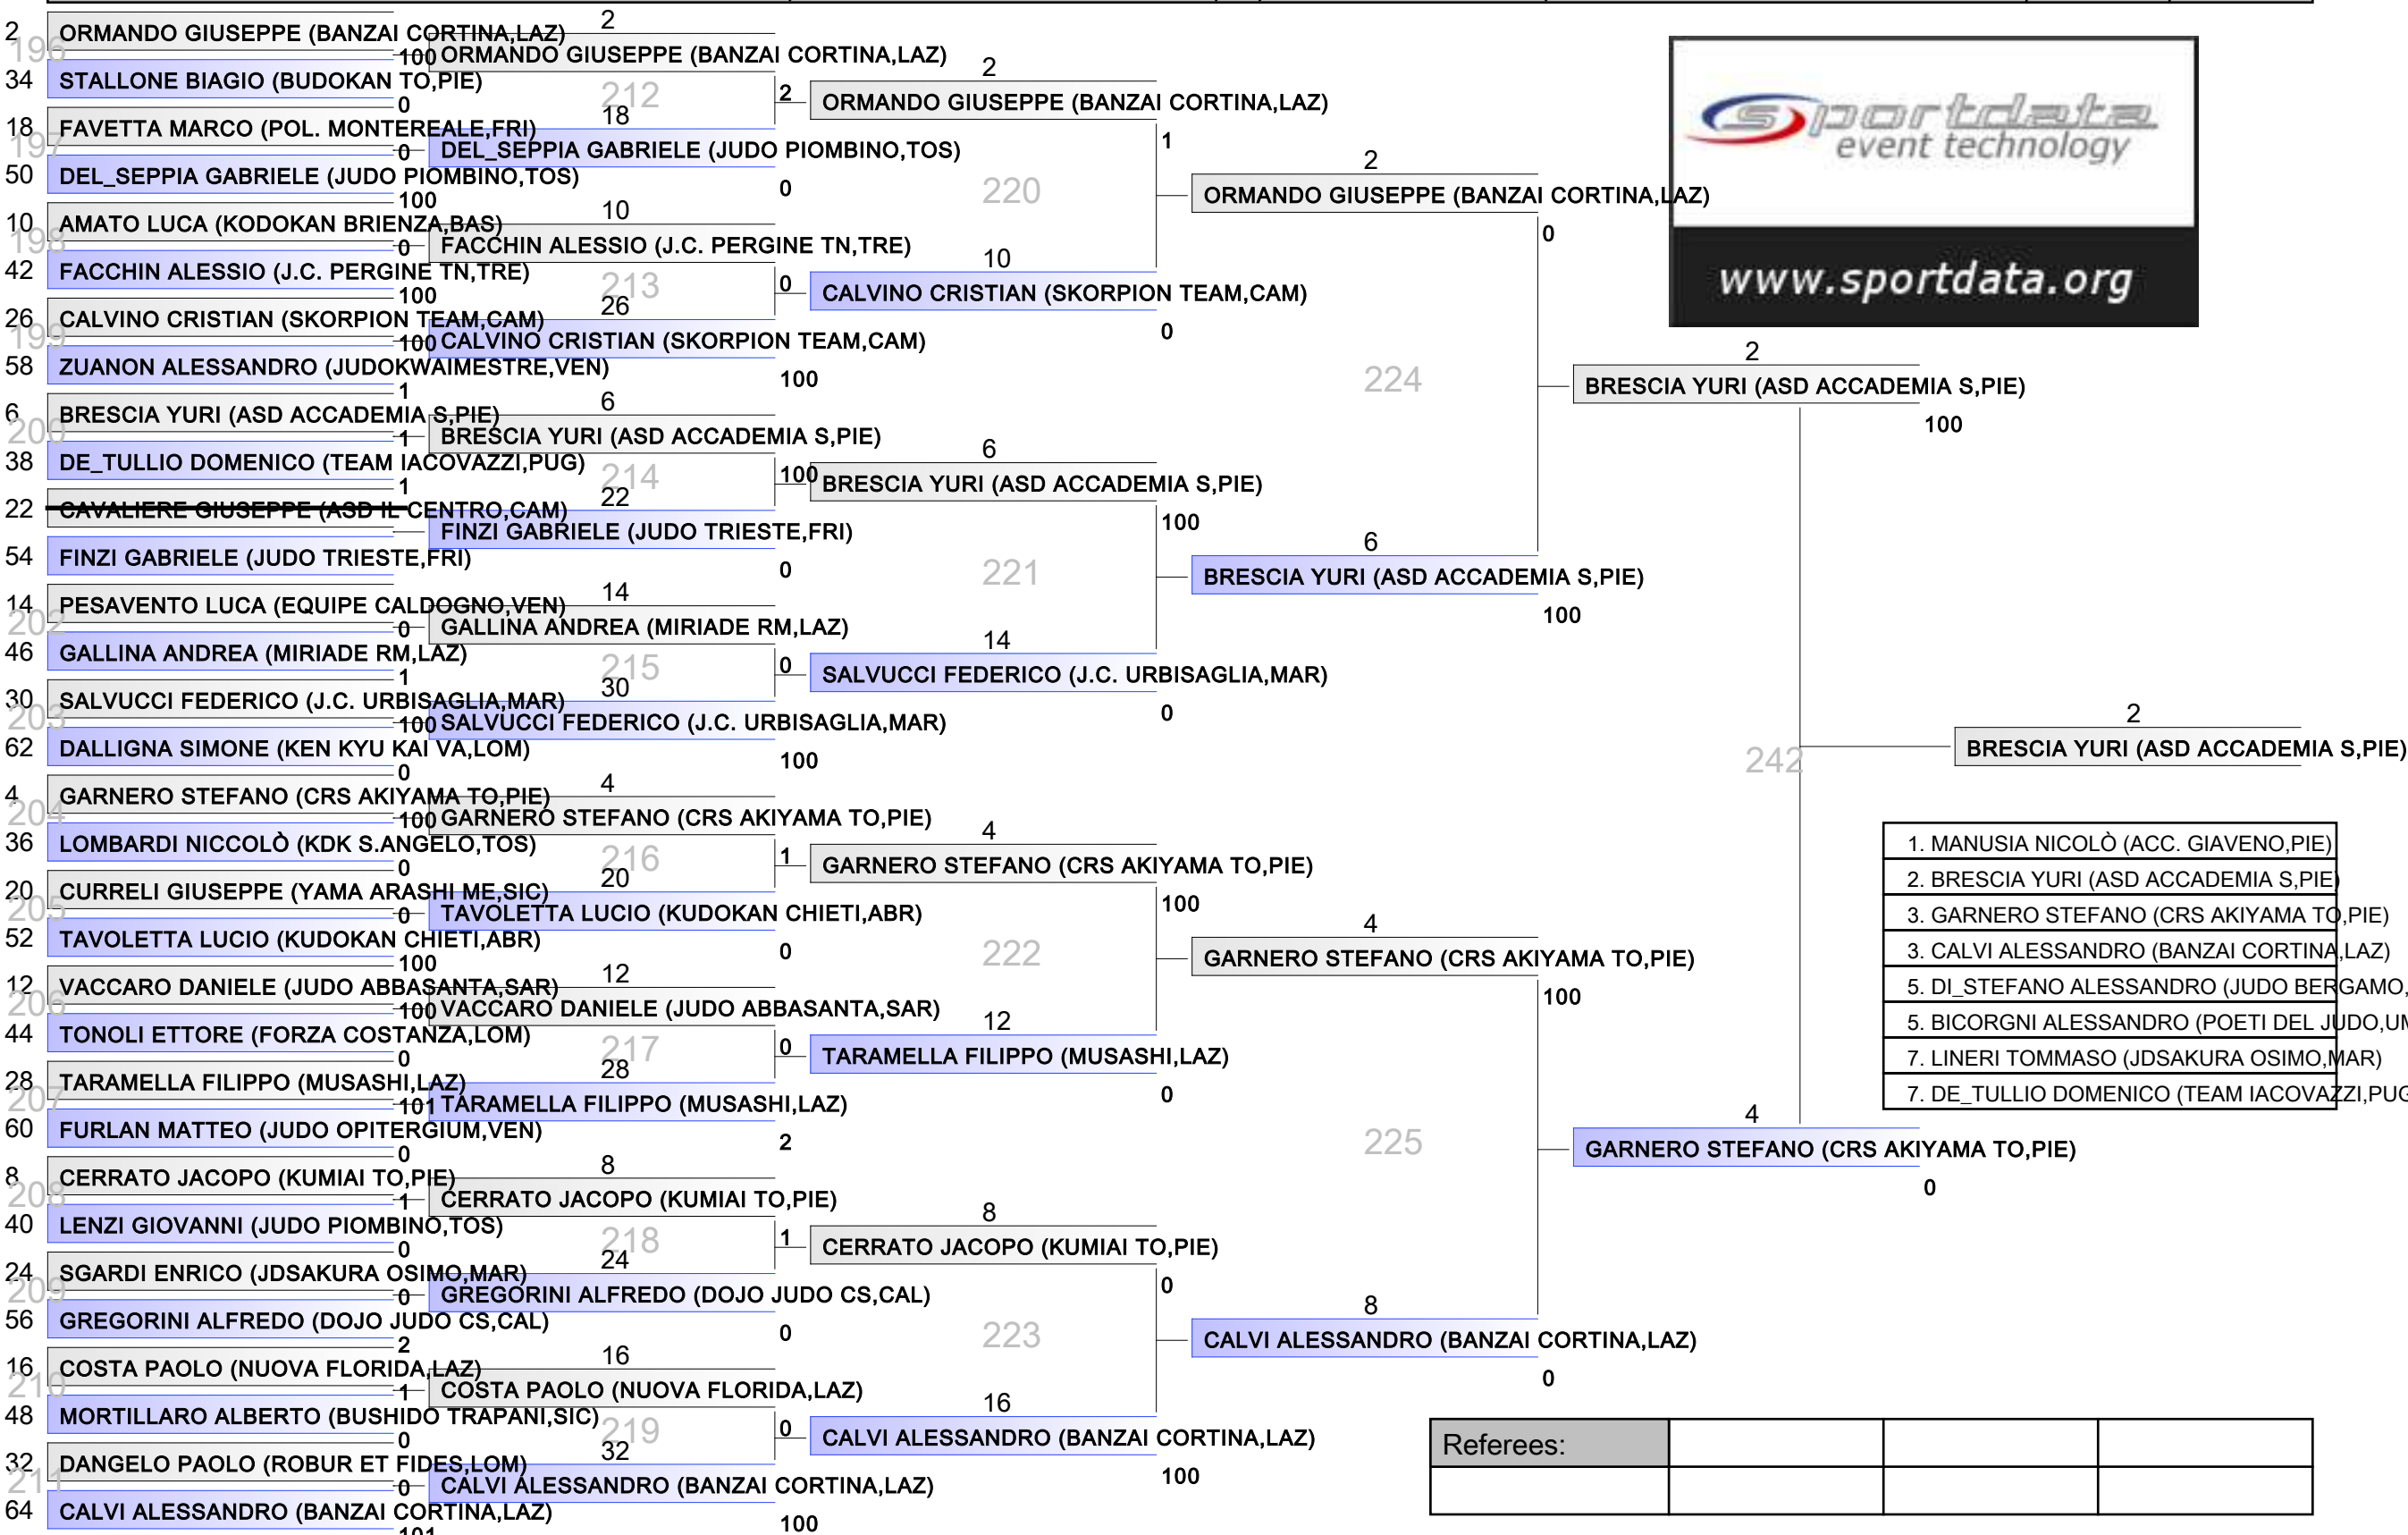 2 ORMANDO GIUSEPPE (BANZAI CORTINA,LAZ)
196
100
34 STALLONE BIAGIO (BUDOKAN TO,PIE)
0
18 FAVETTA MARCO (POL. MONTEREALE,FRI)
197
0
50 DEL_SEPPIA GABRIELE (JUDO PIOMBINO,TOS)
100
10 AMATO LUCA (KODOKAN BRIENZA,BAS)
198
0
42 FACCHIN ALESSIO (J.C. PERGINE TN,TRE)
100
26 CALVINO CRISTIAN (SKORPION TEAM,CAM)
199
100
58 ZUANON ALESSANDRO (JUDOKWAIMESTRE,VEN)
1
6 BRESCIA YURI (ASD ACCADEMIA S,PIE)
200
1
38 DE_TULLIO DOMENICO (TEAM IACOVAZZI,PUG)
1
22 CAVALIERE GIUSEPPE (ASD IL CENTRO,CAM)
54 FINZI GABRIELE (JUDO TRIESTE,FRI)
14 PESAVENTO LUCA (EQUIPE CALDOGNO,VEN)
202
0
46 GALLINA ANDREA (MIRIADE RM,LAZ)
1
30 SALVUCCI FEDERICO (J.C. URBISAGLIA,MAR)
203
100
62 DALLIGNA SIMONE (KEN KYU KAI VA,LOM)
0
4 GARNERO STEFANO (CRS AKIYAMA TO,PIE)
204
100
36 LOMBARDI NICCOLÒ (KDK S.ANGELO,TOS)
0
20 CURRELI GIUSEPPE (YAMA ARASHI ME,SIC)
205
0
52 TAVOLETTA LUCIO (KUDOKAN CHIETI,ABR)
100
12 VACCARO DANIELE (JUDO ABBASANTA,SAR)
206
100
44 TONOLI ETTORE (FORZA COSTANZA,LOM)
0
28 TARAMELLA FILIPPO (MUSASHI,LAZ)
207
101
60 FURLAN MATTEO (JUDO OPITERGIUM,VEN)
0
8 CERRATO JACOPO (KUMIAI TO,PIE)
208
1
40 LENZI GIOVANNI (JUDO PIOMBINO,TOS)
0
24 SGARDI ENRICO (JDSAKURA OSIMO,MAR)
209
0
56 GREGORINI ALFREDO (DOJO JUDO CS,CAL)
2
16 COSTA PAOLO (NUOVA FLORIDA,LAZ)
210
1
48 MORTILLARO ALBERTO (BUSHIDO TRAPANI,SIC)
0
32 DANGELO PAOLO (ROBUR ET FIDES,LOM)
211
0
64 CALVI ALESSANDRO (BANZAI CORTINA,LAZ)
101
2
ORMANDO GIUSEPPE (BANZAI CORTINA,LAZ)
212
2
18
DEL_SEPPIA GABRIELE (JUDO PIOMBINO,TOS)
0
10
FACCHIN ALESSIO (J.C. PERGINE TN,TRE)
213
0
26
CALVINO CRISTIAN (SKORPION TEAM,CAM)
100
6
BRESCIA YURI (ASD ACCADEMIA S,PIE)
214
100
22
FINZI GABRIELE (JUDO TRIESTE,FRI)
0
14
GALLINA ANDREA (MIRIADE RM,LAZ)
215
0
30
SALVUCCI FEDERICO (J.C. URBISAGLIA,MAR)
100
4
GARNERO STEFANO (CRS AKIYAMA TO,PIE)
216
1
20
TAVOLETTA LUCIO (KUDOKAN CHIETI,ABR)
0
12
VACCARO DANIELE (JUDO ABBASANTA,SAR)
217
0
28
TARAMELLA FILIPPO (MUSASHI,LAZ)
2
8
CERRATO JACOPO (KUMIAI TO,PIE)
218
1
24
GREGORINI ALFREDO (DOJO JUDO CS,CAL)
0
16
COSTA PAOLO (NUOVA FLORIDA,LAZ)
219
0
32
CALVI ALESSANDRO (BANZAI CORTINA,LAZ)
100
2
ORMANDO GIUSEPPE (BANZAI CORTINA,LAZ)
1
220
10
CALVINO CRISTIAN (SKORPION TEAM,CAM)
0
6
BRESCIA YURI (ASD ACCADEMIA S,PIE)
100
221
14
SALVUCCI FEDERICO (J.C. URBISAGLIA,MAR)
0
4
GARNERO STEFANO (CRS AKIYAMA TO,PIE)
100
222
12
TARAMELLA FILIPPO (MUSASHI,LAZ)
0
8
CERRATO JACOPO (KUMIAI TO,PIE)
0
223
16
CALVI ALESSANDRO (BANZAI CORTINA,LAZ)
100
2
ORMANDO GIUSEPPE (BANZAI CORTINA,LAZ)
0
224
6
BRESCIA YURI (ASD ACCADEMIA S,PIE)
100
4
GARNERO STEFANO (CRS AKIYAMA TO,PIE)
100
225
8
CALVI ALESSANDRO (BANZAI CORTINA,LAZ)
0
sportdata
event technology
www.sportdata.org
2
BRESCIA YURI (ASD ACCADEMIA S,PIE)
100
242
4
GARNERO STEFANO (CRS AKIYAMA TO,PIE)
0
2
BRESCIA YURI (ASD ACCADEMIA S,PIE)
1. MANUSIA NICOLÒ (ACC. GIAVENO,PIE)
2. BRESCIA YURI (ASD ACCADEMIA S,PIE)
3. GARNERO STEFANO (CRS AKIYAMA TO,PIE)
3. CALVI ALESSANDRO (BANZAI CORTINA,LAZ)
5. DI_STEFANO ALESSANDRO (JUDO BERGAMO,
5. BICORGNI ALESSANDRO (POETI DEL JUDO,UM
7. LINERI TOMMASO (JDSAKURA OSIMO,MAR)
7. DE_TULLIO DOMENICO (TEAM IACOVAZZI,PUG
Referees: